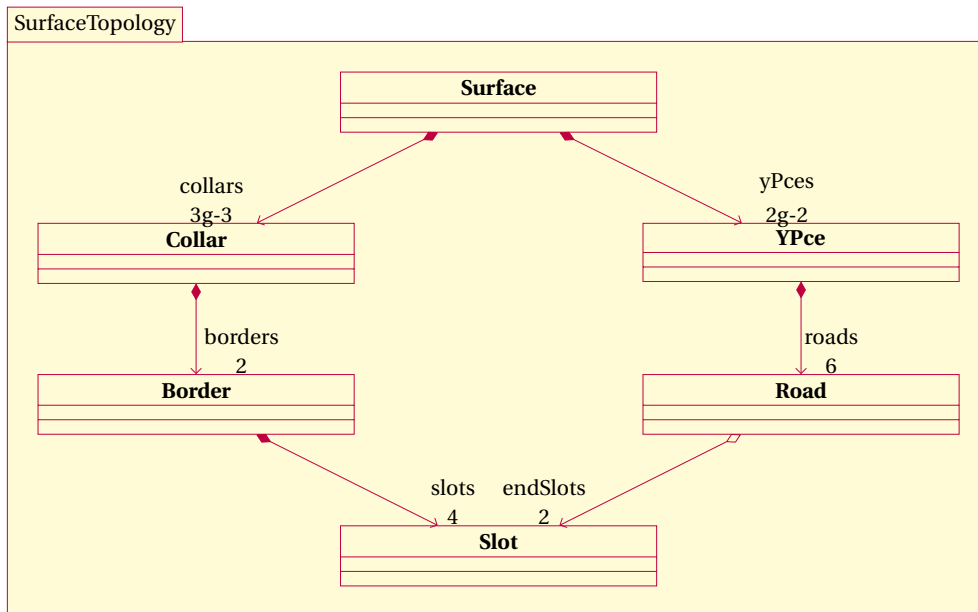 SurfaceTopology
Surface
collars
yPces
3g-3
2g-2
Collar
YPce
borders
roads
2
6
Border
Road
slots
endSlots
4
2
Slot